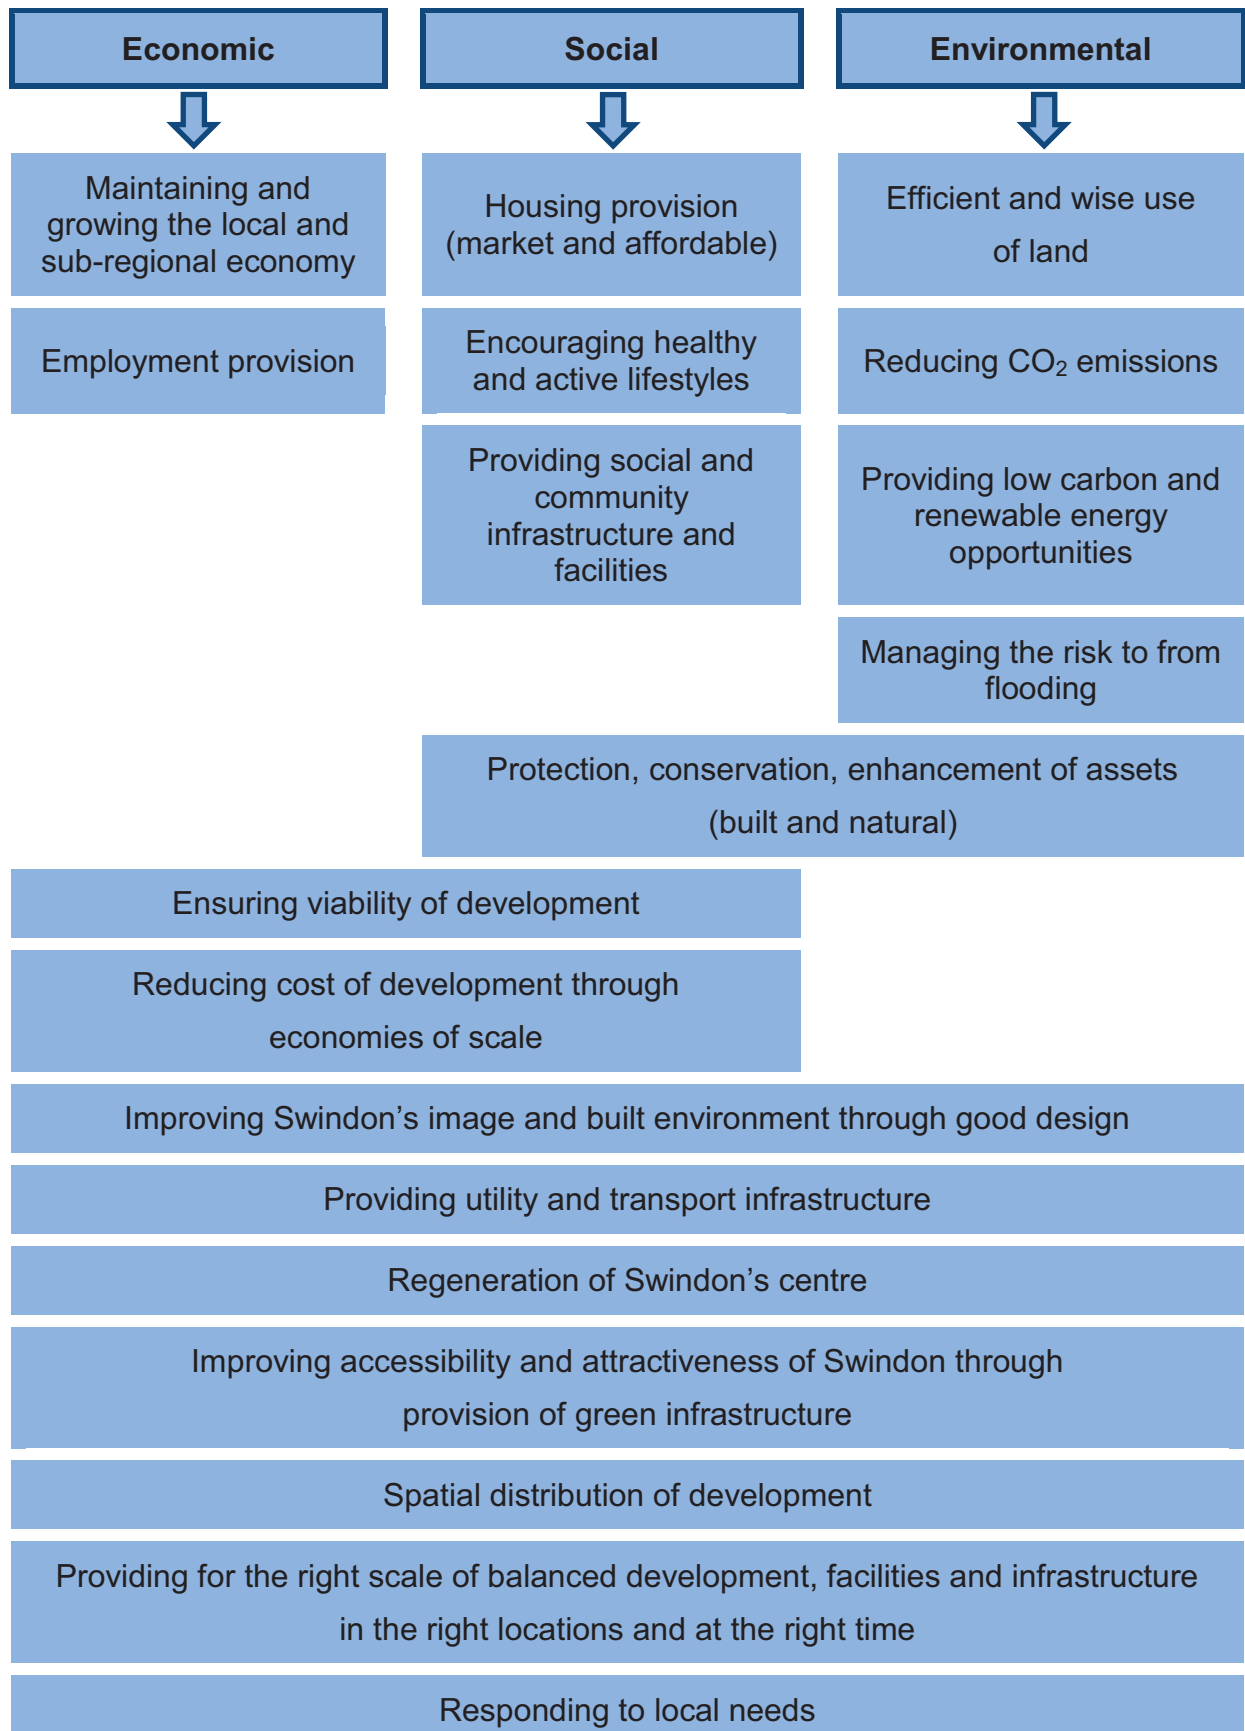 Economic
Social
Environmental
Maintaining and
growing the local and
sub-regional economy
Housing provision
(market and affordable)
Efficient and wise use
of land
Employment provision
Encouraging healthy
and active lifestyles
Reducing CO₂ emissions
Providing social and
community
infrastructure and
facilities
Providing low carbon and
renewable energy
opportunities
Managing the risk to from
flooding
Protection, conservation, enhancement of assets
(built and natural)
Ensuring viability of development
Reducing cost of development through
economies of scale
Improving Swindon’s image and built environment through good design
Providing utility and transport infrastructure
Regeneration of Swindon’s centre
Improving accessibility and attractiveness of Swindon through
provision of green infrastructure
Spatial distribution of development
Providing for the right scale of balanced development, facilities and infrastructure
in the right locations and at the right time
Responding to local needs